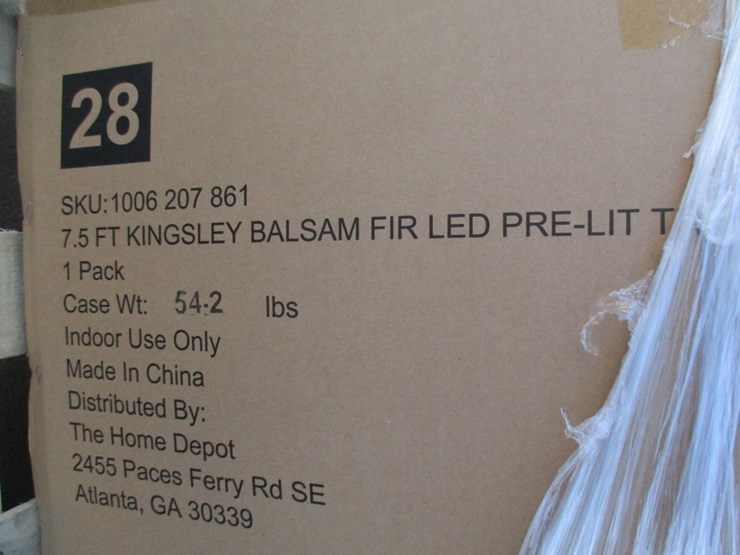 28
SKU:1006 207 861
7.5 FT KINGSLEY BALSAM FIR LED PRE-LIT T
1 Pack
Case Wt: 54.2 lbs
Indoor Use Only
Made In China
Distributed By:
The Home Depot
2455 Paces Ferry Rd SE
Atlanta, GA 30339